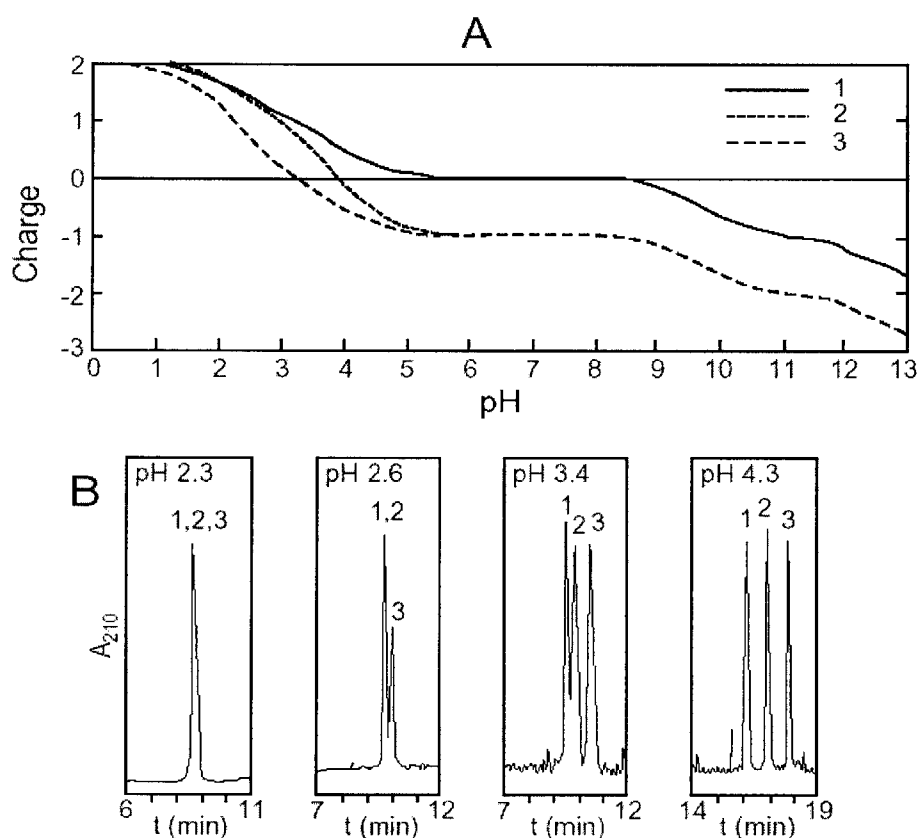 A
2
1
0
-1
-2
-3
Charge
1
2
3
0 1 2 3 4 5 6 7 8 9 10 11 12 13
pH
B
A210
pH 2.3
1,2,3
6 11
t (min)
pH 2.6
1,2
3
7 12
t (min)
pH 3.4
1
2
3
7 12
t (min)
pH 4.3
1
2
3
14 19
t (min)